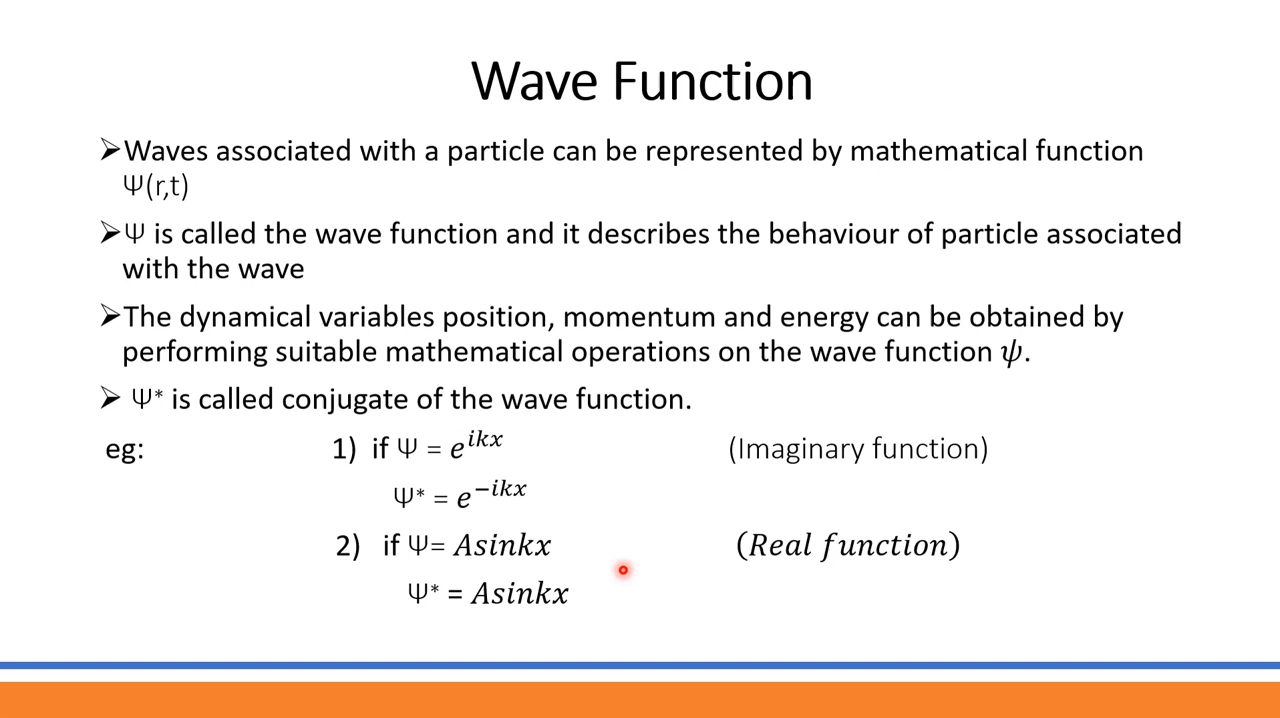 Wave Function
➢Waves associated with a particle can be represented by mathematical function
Ψ(r,t)
➢Ψ is called the wave function and it describes the behaviour of particle associated
with the wave
➢The dynamical variables position, momentum and energy can be obtained by
performing suitable mathematical operations on the wave function ψ.
➢ Ψ* is called conjugate of the wave function.
eg: 1) if Ψ = e^{ikx} (Imaginary function)
Ψ* = e^{−ikx}
2) if Ψ= Asinkx (Real function)
Ψ* = Asinkx